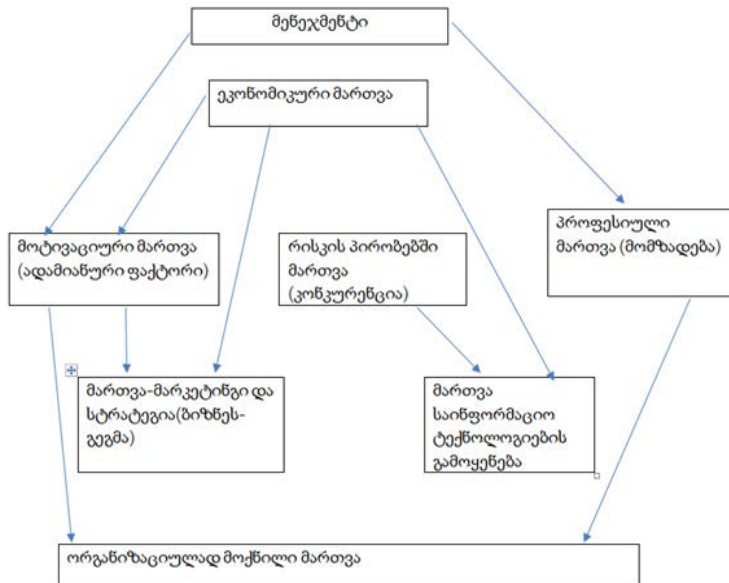 მენეჯმენტი
ეკონომიკური მართვა
მოტივაციური მართვა
(ადამიანური ფაქტორი)
რისკის პირობებში
მართვა
(კონკურენცია)
პროფესიული
მართვა (მომზადება)
მართვა-მარკეტინგი და
სტრატეგია(ბიზნეს-
გეგმა)
მართვა
საინფორმაციო
ტექნოლოგიების
გამოყენება
ორგანიზაციულად მოქნილი მართვა